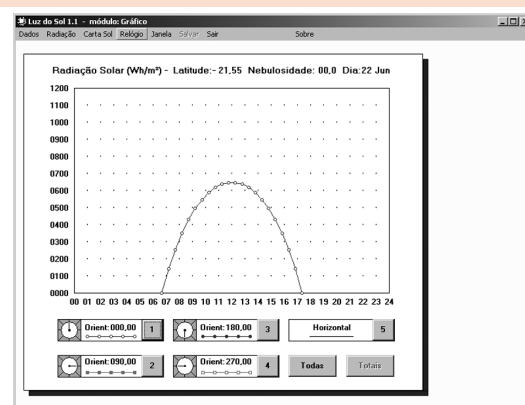 Luz do Sol 1.1 - módulo: Gráfico
Dados Radiação Carta Sol Relógio Janela Salvar Sair Sobre
Radiação Solar (Wh/m²) - Latitude:- 21,55 Nebulosidade: 00,0 Dia:22 Jun
1200
1100
1000
0900
0800
0700
0600
0500
0400
0300
0200
0100
0000
00 01 02 03 04 05 06 07 08 09 10 11 12 13 14 15 16 17 18 19 20 21 22 23 24
Orient:000,00 1 Orient:180,00 3 Horizontal 5
Orient:090,00 2 Orient:270,00 4 Todas Totais